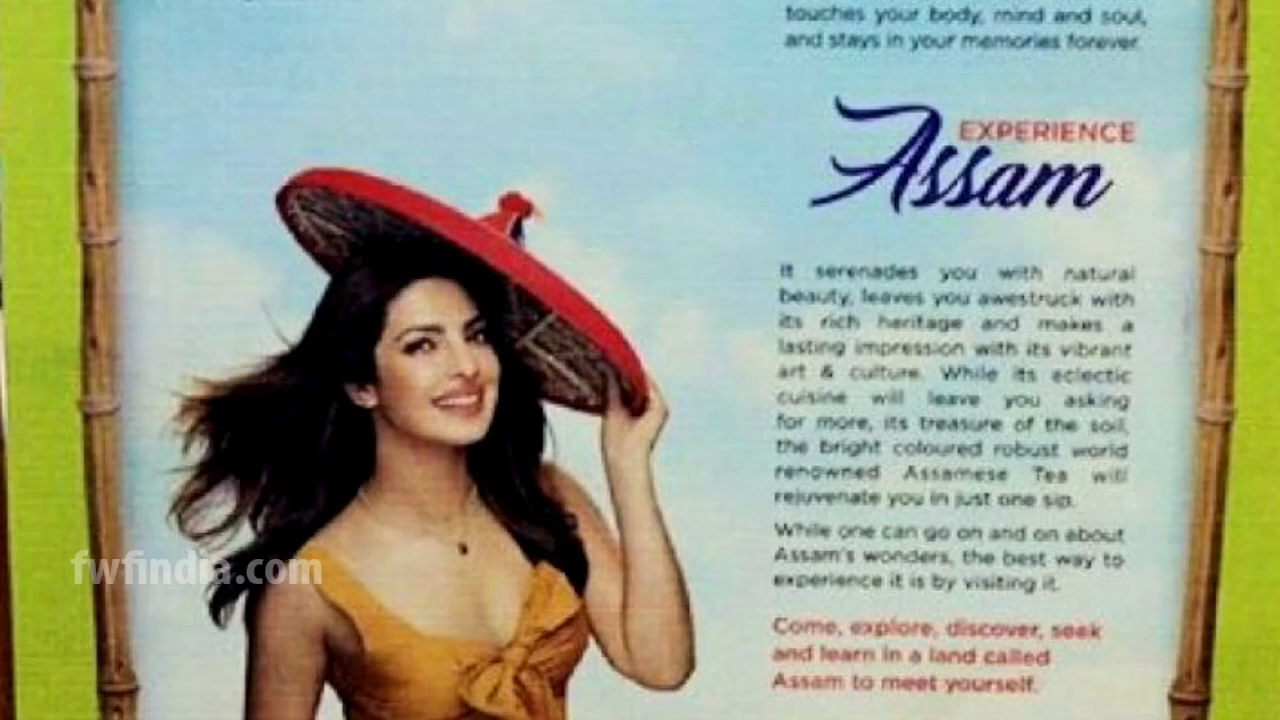 touches your body, mind and soul,
and stays in your memories forever.
EXPERIENCE
Assam
It serenades you with natural
beauty, leaves you awestruck with
its rich heritage and makes a
lasting impression with its vibrant
art & culture. While its eclectic
cuisine will leave you asking
for more, its treasure of the soil,
the bright coloured robust world
renowned Assamese Tea will
rejuvenate you in just one sip.
While one can go on and on about
Assam's wonders, the best way to
experience it is by visiting it.
Come, explore, discover, seek
and learn in a land called
Assam to meet yourself.
fwfindia.com